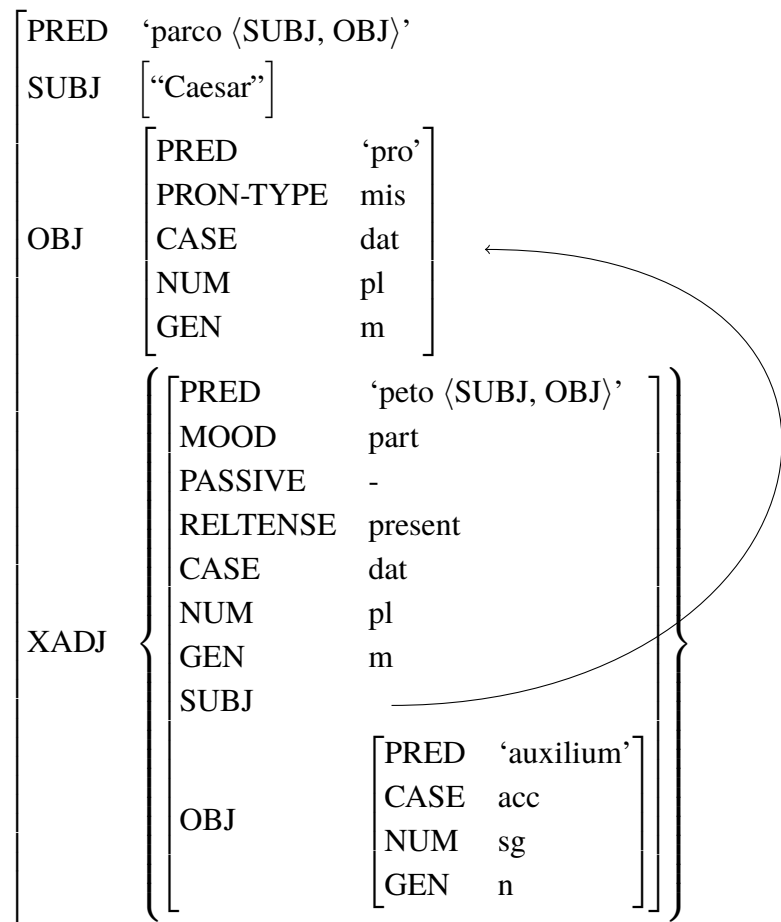 PRED ‘parco ⟨SUBJ, OBJ⟩’
SUBJ [“Caesar”]
PRED ‘pro’
PRON-TYPE mis
OBJ CASE dat
NUM pl
GEN m
PRED ‘peto ⟨SUBJ, OBJ⟩’
MOOD part
PASSIVE -
RELTENSE present
CASE dat
NUM pl
XADJ GEN m
SUBJ
PRED ‘auxilium’
CASE acc
OBJ NUM sg
GEN n